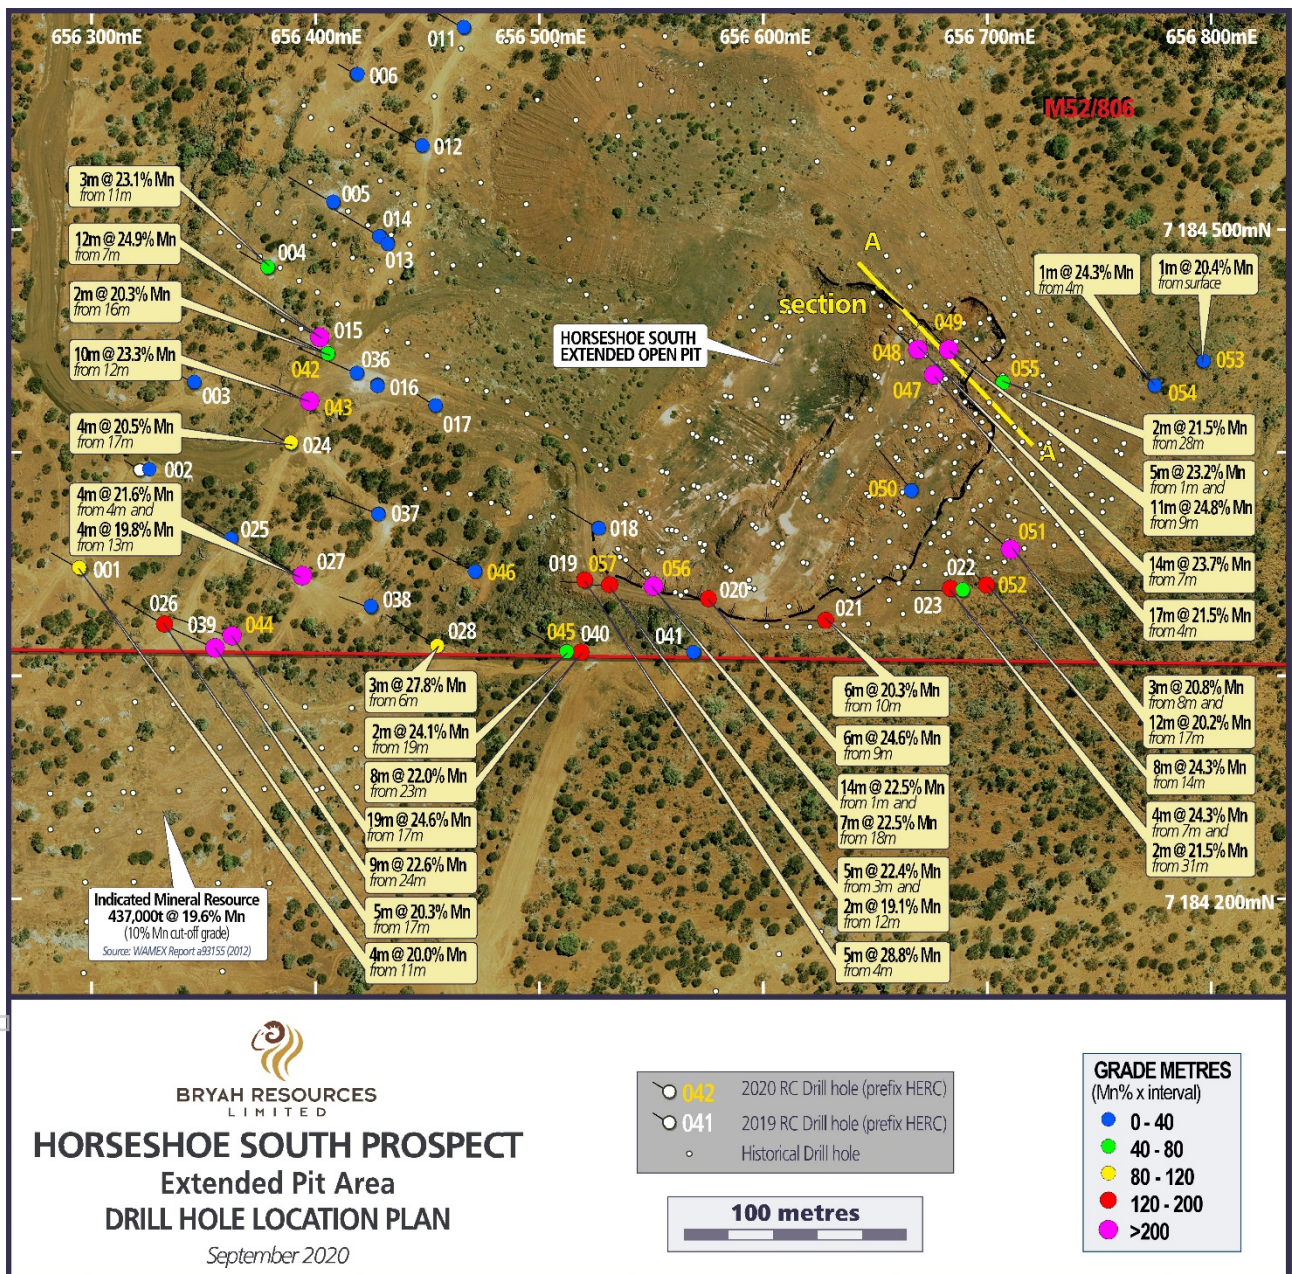 656 300mE
656 400mE
656 500mE
656 600mE
656 700mE
656 800mE
011
006
M52/806
012
3m @ 23.1% Mn
from 11m
005
014
013
7 184 500mN
12m @ 24.9% Mn
from 7m
004
A
1m @ 24.3% Mn
from 4m
1m @ 20.4% Mn
from surface
2m @ 20.3% Mn
from 16m
section
015
HORSESHOE SOUTH
EXTENDED OPEN PIT
049
048
10m @ 23.3% Mn
from 12m
042
036
055
053
003
016
047
054
043
017
4m @ 20.5% Mn
from 17m
024
A
2m @ 21.5% Mn
from 28m
002
5m @ 23.2% Mn
from 1m and
11m @ 24.8% Mn
from 9m
4m @ 21.6% Mn
from 4m and
4m @ 19.8% Mn
from 13m
050
037
025
018
051
001
027
046
019
057
056
022
14m @ 23.7% Mn
from 7m
026
038
020
023
052
039
044
021
17m @ 21.5% Mn
from 4m
028
045
040
041
3m @ 27.8% Mn
from 6m
6m @ 20.3% Mn
from 10m
3m @ 20.8% Mn
from 8m and
12m @ 20.2% Mn
from 17m
2m @ 24.1% Mn
from 19m
6m @ 24.6% Mn
from 9m
8m @ 22.0% Mn
from 23m
8m @ 24.3% Mn
from 14m
14m @ 22.5% Mn
from 1m and
7m @ 22.5% Mn
from 18m
19m @ 24.6% Mn
from 17m
4m @ 24.3% Mn
from 7m and
2m @ 21.5% Mn
from 31m
9m @ 22.6% Mn
from 24m
5m @ 22.4% Mn
from 3m and
2m @ 19.1% Mn
from 12m
Indicated Mineral Resource
437,000t @ 19.6% Mn
(10% Mn cut-off grade)
Source: WAMEX Report a93155 (2012)
5m @ 20.3% Mn
from 17m
7 184 200mN
4m @ 20.0% Mn
from 11m
5m @ 28.8% Mn
from 4m
BRYAH RESOURCES
LIMITED
HORSESHOE SOUTH PROSPECT
Extended Pit Area
DRILL HOLE LOCATION PLAN
September 2020
042 2020 RC Drill hole (prefix HERC)
041 2019 RC Drill hole (prefix HERC)
Historical Drill hole
100 metres
GRADE METRES
(Mn% x interval)
0 - 40
40 - 80
80 - 120
120 - 200
>200